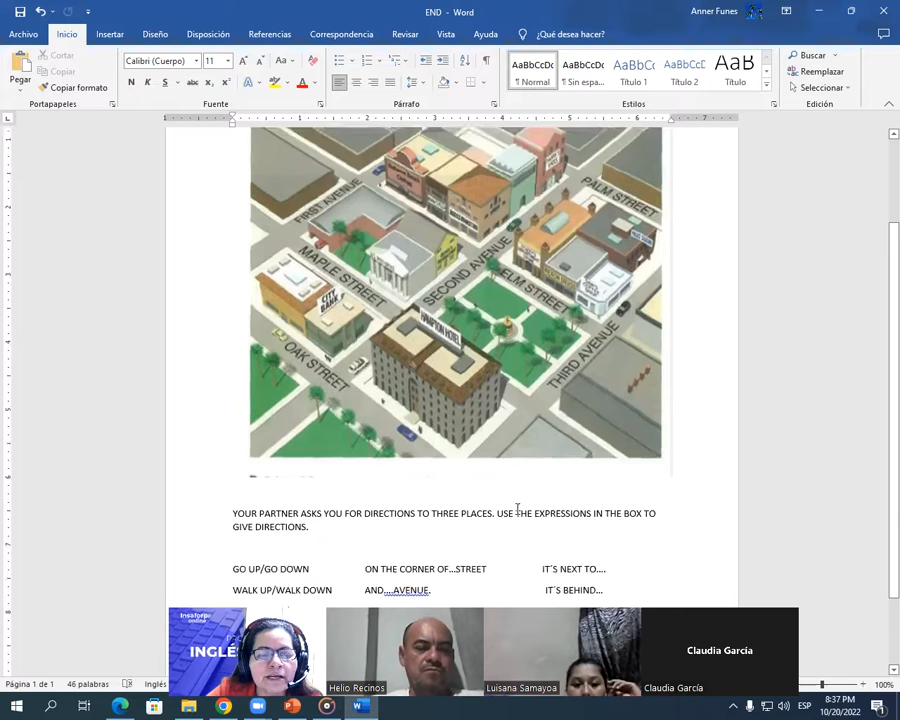 END - Word
Anner Funes
Archivo Inicio Insertar Diseño Disposición Referencias Correspondencia Revisar Vista Ayuda ¿Qué desea hacer?
Cortar
Copiar
Copiar formato
Pegar
Portapapeles
Calibri (Cuerpo) 11
Fuente
Párrafo
AaBbCcDc AaBbCcDc AaBbCc AaBbCcD AaB
¶ Normal ¶ Sin espa... Título 1 Título 2 Título
Estilos
Buscar
Reemplazar
Seleccionar
Edición
FIRST AVENUE
PALM STREET
MAPLE STREET
SECOND AVENUE
ELM STREET
CITY BANK
HAMPTON HOTEL
OAK STREET
THIRD AVENUE
YOUR PARTNER ASKS YOU FOR DIRECTIONS TO THREE PLACES. USE THE EXPRESSIONS IN THE BOX TO
GIVE DIRECTIONS.
GO UP/GO DOWN ON THE CORNER OF...STREET IT´S NEXT TO....
WALK UP/WALK DOWN AND....AVENUE. IT´S BEHIND...
Insaforp
online
INGLÉ
Helio Recinos
Luisana Samayoa
Claudia García
Claudia García
Página 1 de 1 46 palabras Inglés
100%
ESP
8:37 PM
10/20/2022